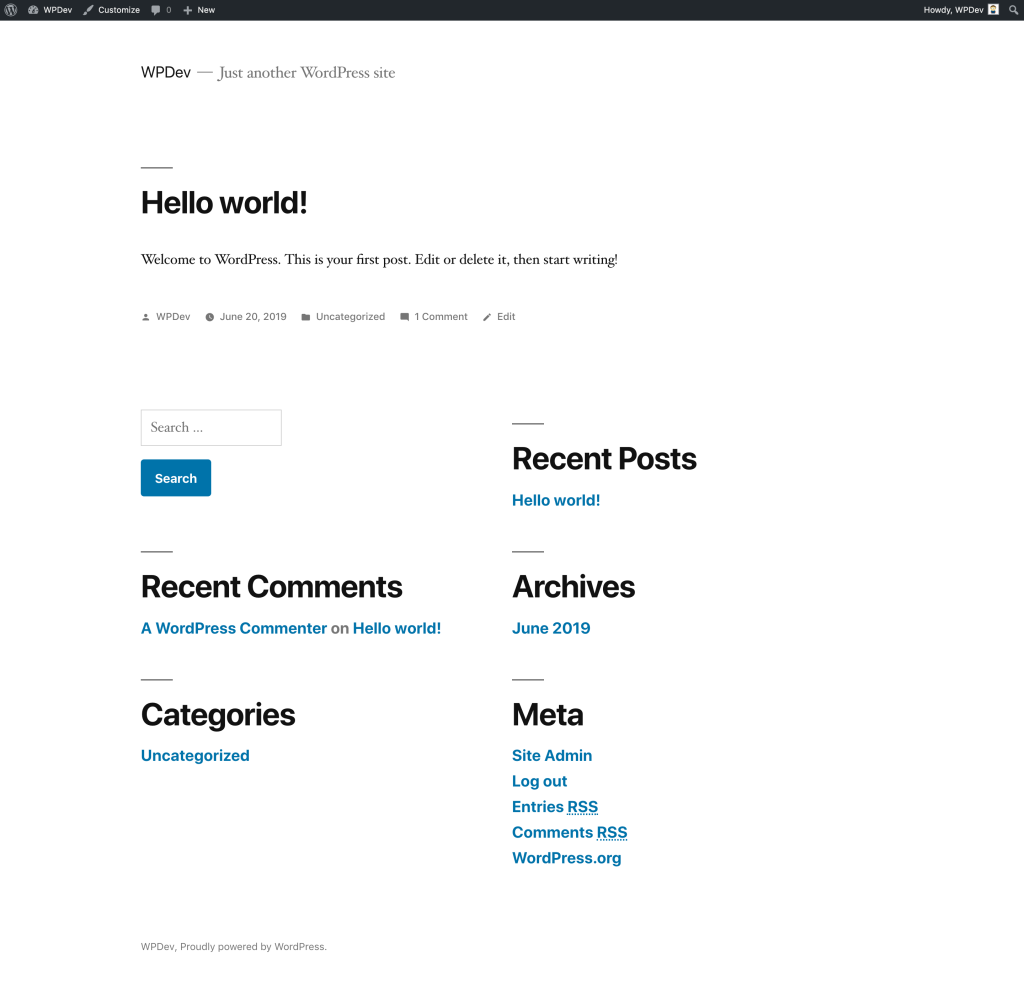 WPDev Customize 0 New Howdy, WPDev
WPDev — Just another WordPress site
Hello world!
Welcome to WordPress. This is your first post. Edit or delete it, then start writing!
WPDev June 20, 2019 Uncategorized 1 Comment Edit
Search ...
Search
Recent Posts
Hello world!
Recent Comments
A WordPress Commenter on Hello world!
Archives
June 2019
Categories
Uncategorized
Meta
Site Admin
Log out
Entries RSS
Comments RSS
WordPress.org
WPDev, Proudly powered by WordPress.